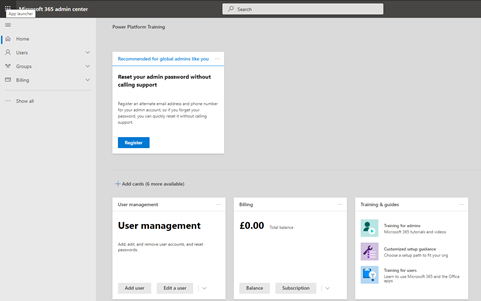 Microsoft 365 admin center
Search
App launcher
Home
Users
Groups
Billing
Show all
Power Platform Training
Recommended for global admins like you
Reset your admin password without
calling support
Register an alternate email address and phone number
for your admin account, so if you forget your
password, you can quickly reset it without calling
support.
Register
Add cards (6 more available)
User management
User management
Add, edit, and remove user accounts, and reset
passwords.
Add user
Edit a user
Billing
£0.00 Total balance
Balance
Subscription
Training & guides
Training for admins
Microsoft 365 tutorials and videos
Customized setup guidance
Choose a setup path to fit your org
Training for users
Learn to use Microsoft 365 and the Office
apps